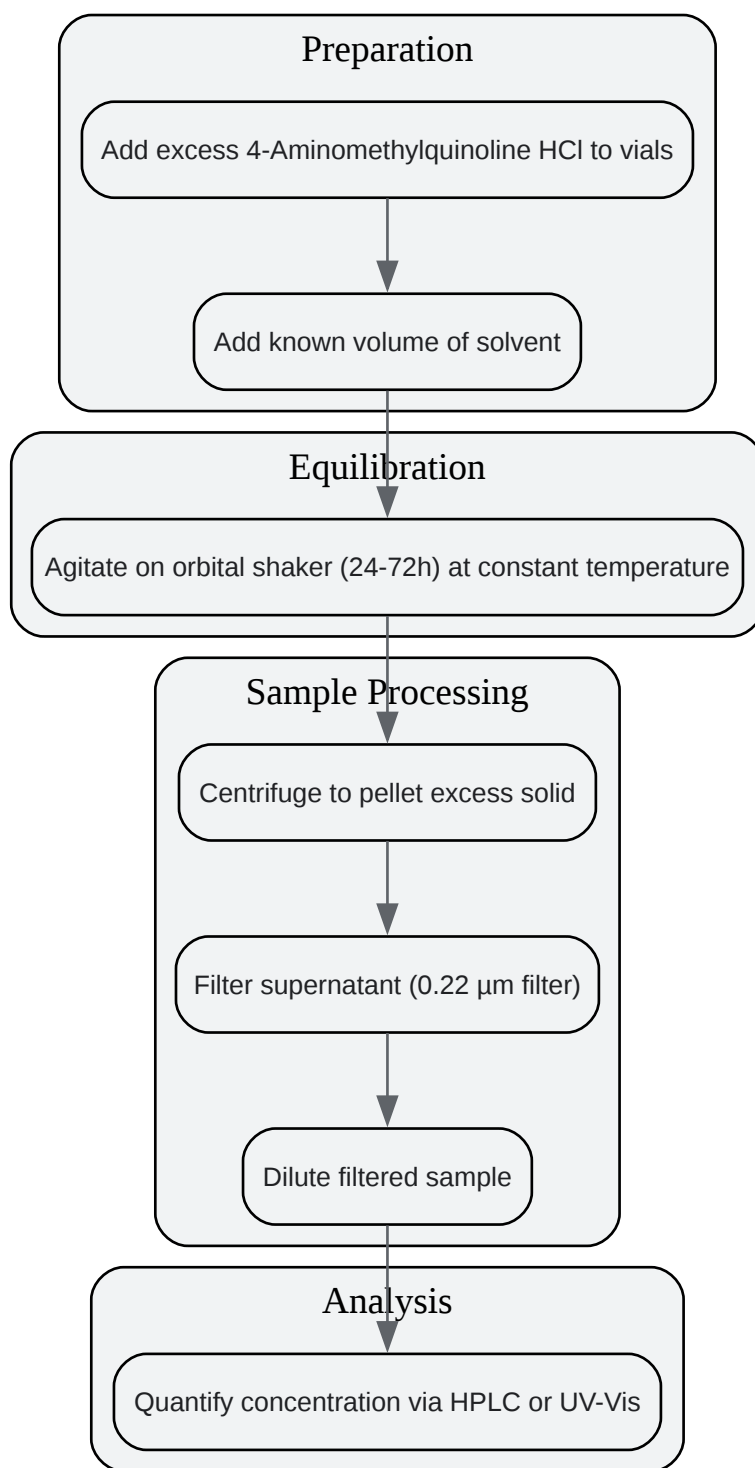 Preparation
Add excess 4-Aminomethylquinoline HCl to vials
Add known volume of solvent
Equilibration
Agitate on orbital shaker (24-72h) at constant temperature
Sample Processing
Centrifuge to pellet excess solid
Filter supernatant (0.22 µm filter)
Dilute filtered sample
Analysis
Quantify concentration via HPLC or UV-Vis